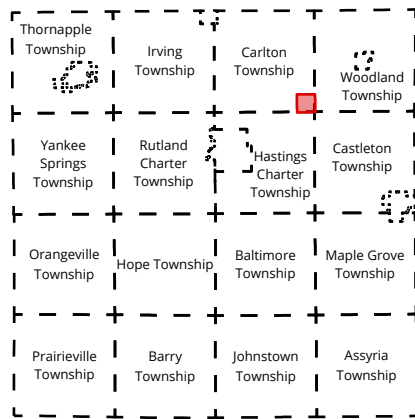 Thornapple
Township
Irving
Township
Carlton
Township
Woodland
Township
Yankee
Springs
Township
Rutland
Charter
Township
Hastings
Charter
Township
Castleton
Township
Orangeville
Township
Hope Township
Baltimore
Township
Maple Grove
Township
Prairieville
Township
Barry
Township
Johnstown
Township
Assyria
Township